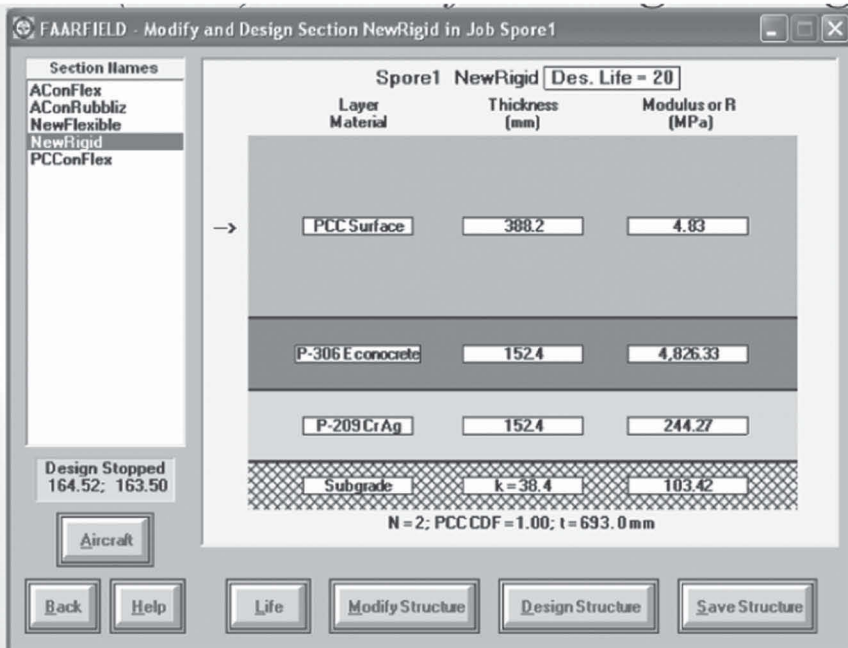 FAARFIELD - Modify and Design Section NewRigid in Job Spore1
Section Names
AConFlex
AConRubbliz
NewFlexible
NewRigid
PCConFlex
Spore1 NewRigid Des. Life = 20
Layer Material Thickness (mm) Modulus or R (MPa)
-> PCC Surface 388.2 4.83
P-306 Econocrete 152.4 4,826.33
P-209 CrAg 152.4 244.27
Subgrade k=38.4 103.42
N=2; PCC CDF=1.00; t=693.0mm
Design Stopped
164.52; 163.50
Aircraft
Back Help Life Modify Structure Design Structure Save Structure